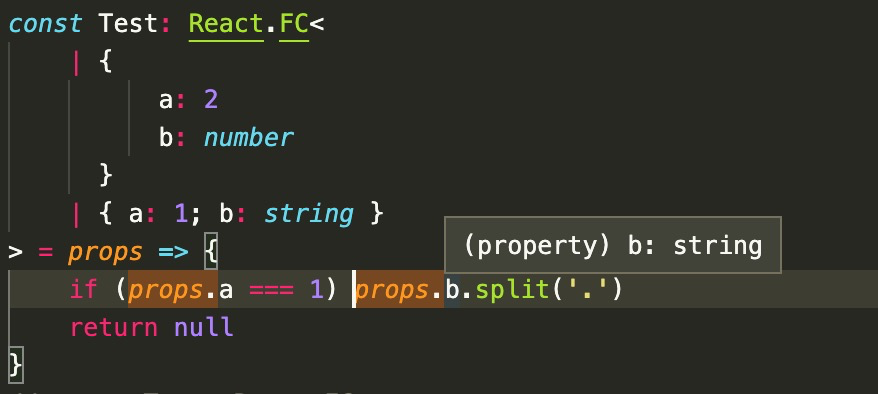 const Test: React.FC<
| {
a: 2
b: number
}
| { a: 1; b: string }
> = props => {
(property) b: string
if (props.a === 1) props.b.split('.')
return null
}